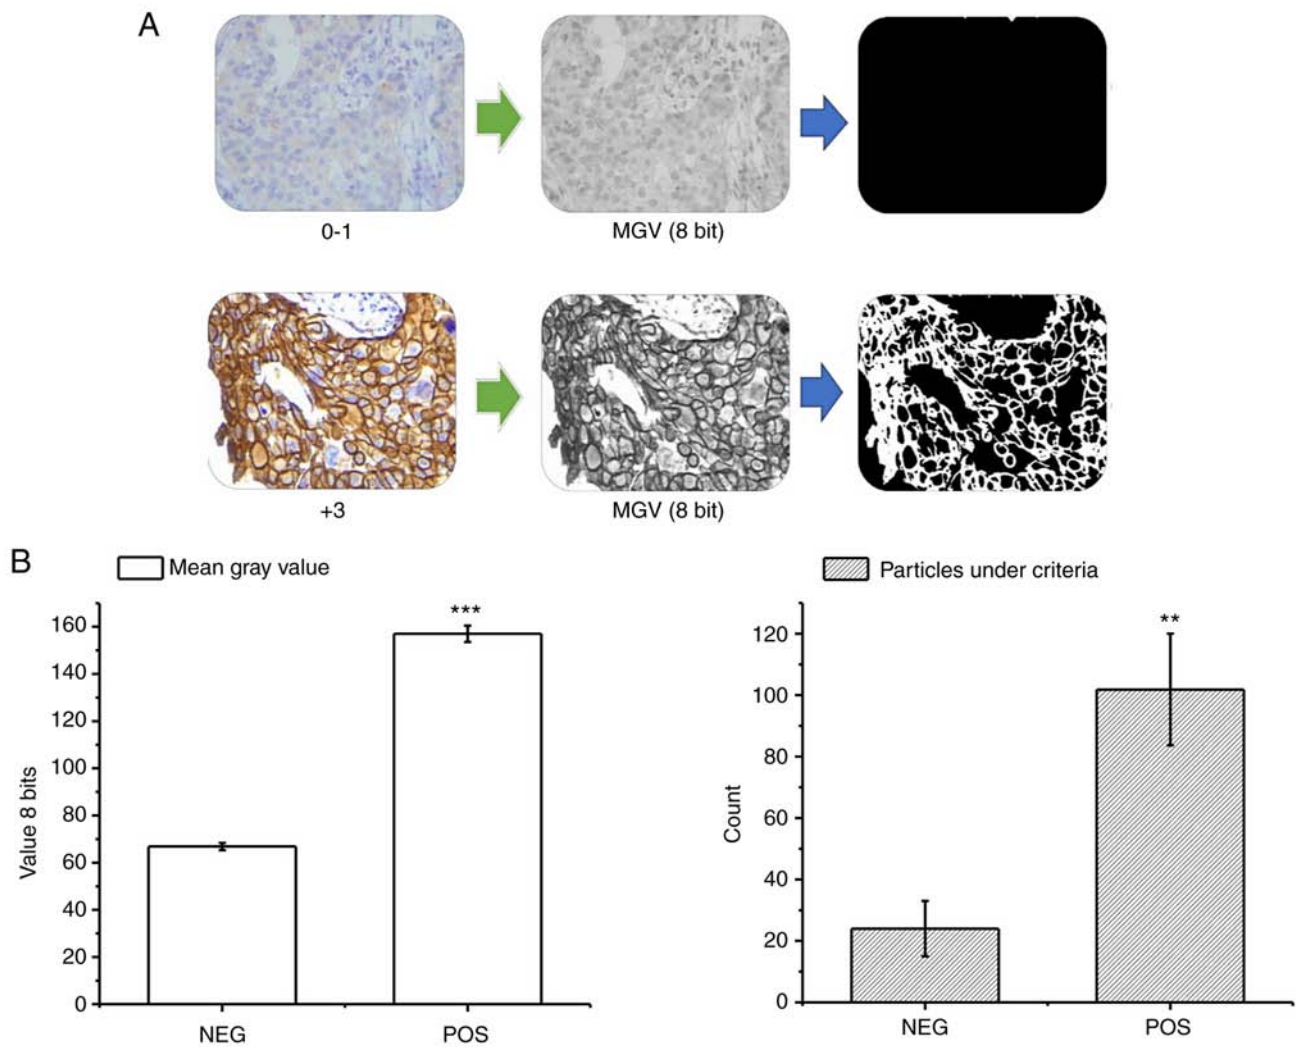 A
0-1
MGV (8 bit)
+3
MGV (8 bit)
B
Mean gray value
Value 8 bits
160
140
120
100
80
60
40
20
0
***
NEG
POS
Particles under criteria
Count
120
100
80
60
40
20
0
**
NEG
POS